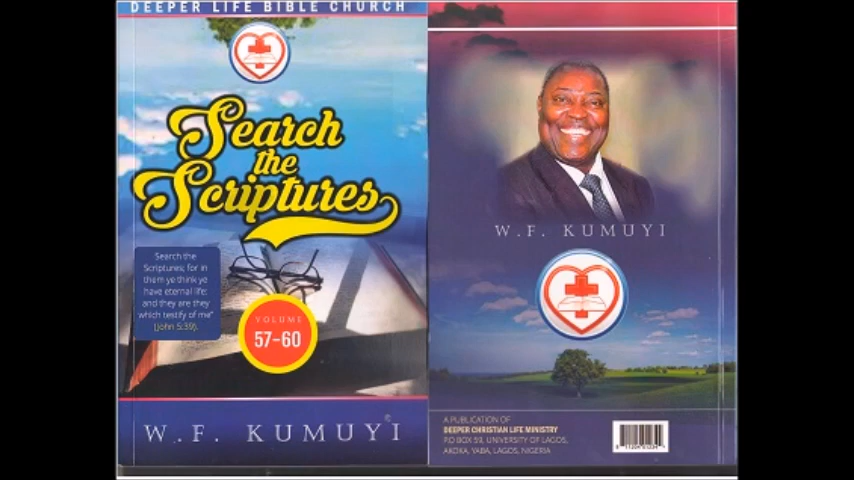 DEEPER LIFE BIBLE CHURCH
Search
the
Scriptures
Search the
Scriptures; for in
them ye think ye
have eternal life:
and they are they
which testify of me"
(John 5:39).
VOLUME
57-60
W. F. KUMUYI
W.F. KUMUYI
A PUBLICATION OF
DEEPER CHRISTIAN LIFE MINISTRY
P.O BOX 59, UNIVERSITY OF LAGOS,
AKOKA, YABA, LAGOS, NIGERIA